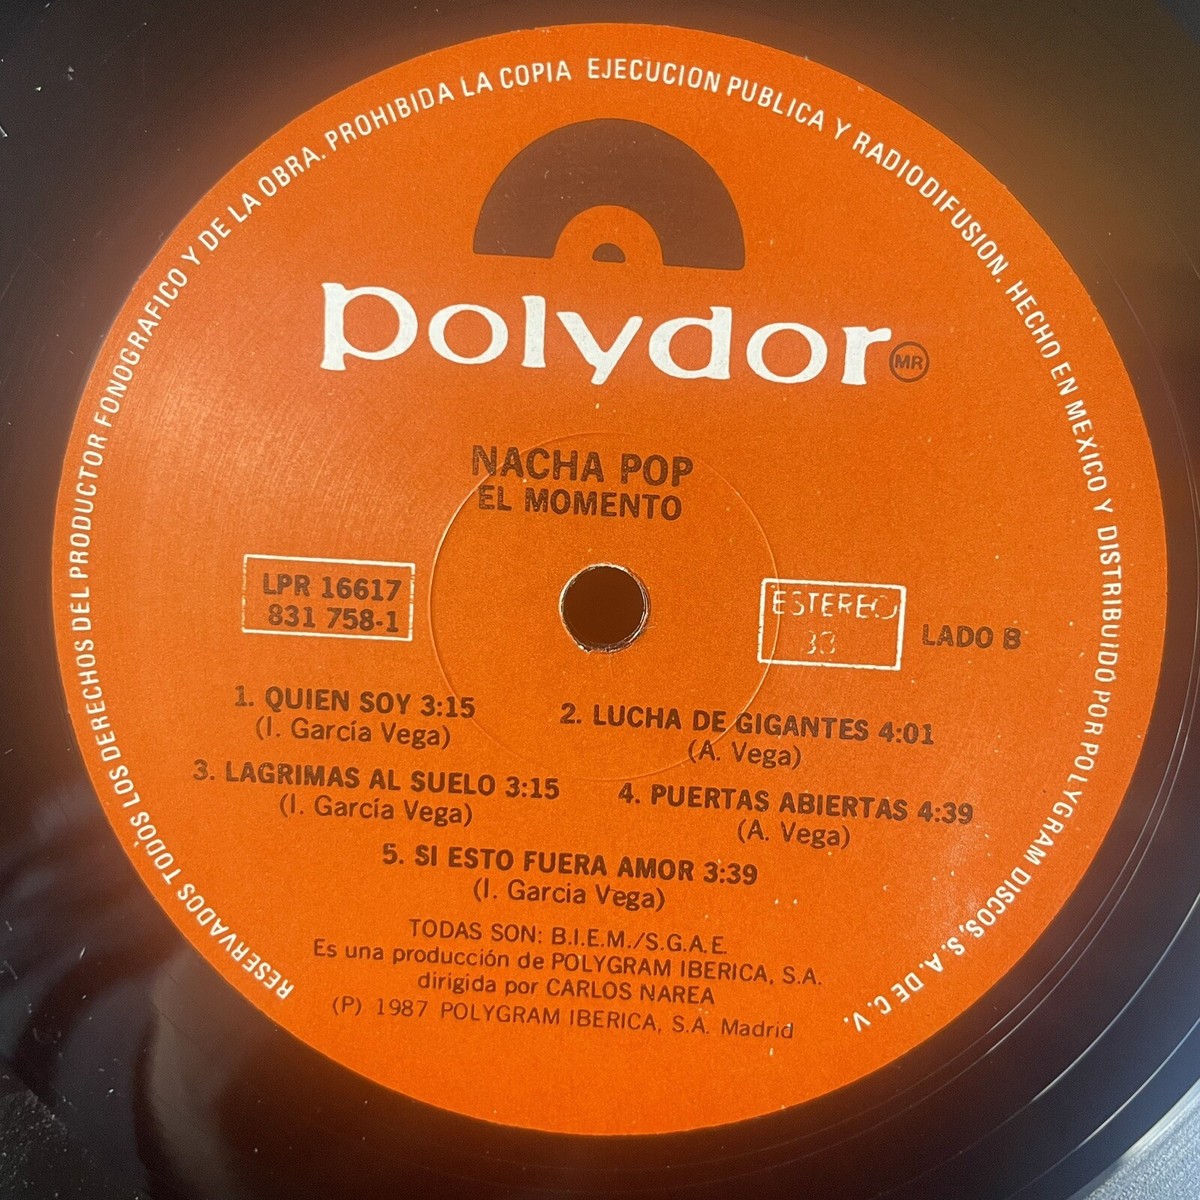 RESERVADOS TODOS LOS DERECHOS DEL PRODUCTOR FONOGRAFICO Y DE LA OBRA. PROHIBIDA LA COPIA EJECUCION PUBLICA Y RADIODIFUSION. HECHO EN MEXICO Y DISTRIBUIDO POR POLYGRAM DISCOS, S. A. DE C. V.
polydor MR
NACHA POP
EL MOMENTO
LPR 16617
831 758-1
ESTEREO
33
LADO B
1. QUIEN SOY 3:15
(I. García Vega)
2. LUCHA DE GIGANTES 4:01
(A. Vega)
3. LAGRIMAS AL SUELO 3:15
(I. García Vega)
4. PUERTAS ABIERTAS 4:39
(A. Vega)
5. SI ESTO FUERA AMOR 3:39
(I. Garcia Vega)
TODAS SON: B.I.E.M./S.G.A.E.
Es una producción de POLYGRAM IBERICA, S.A.
dirigida por CARLOS NAREA
(P) 1987 POLYGRAM IBERICA, S.A. Madrid